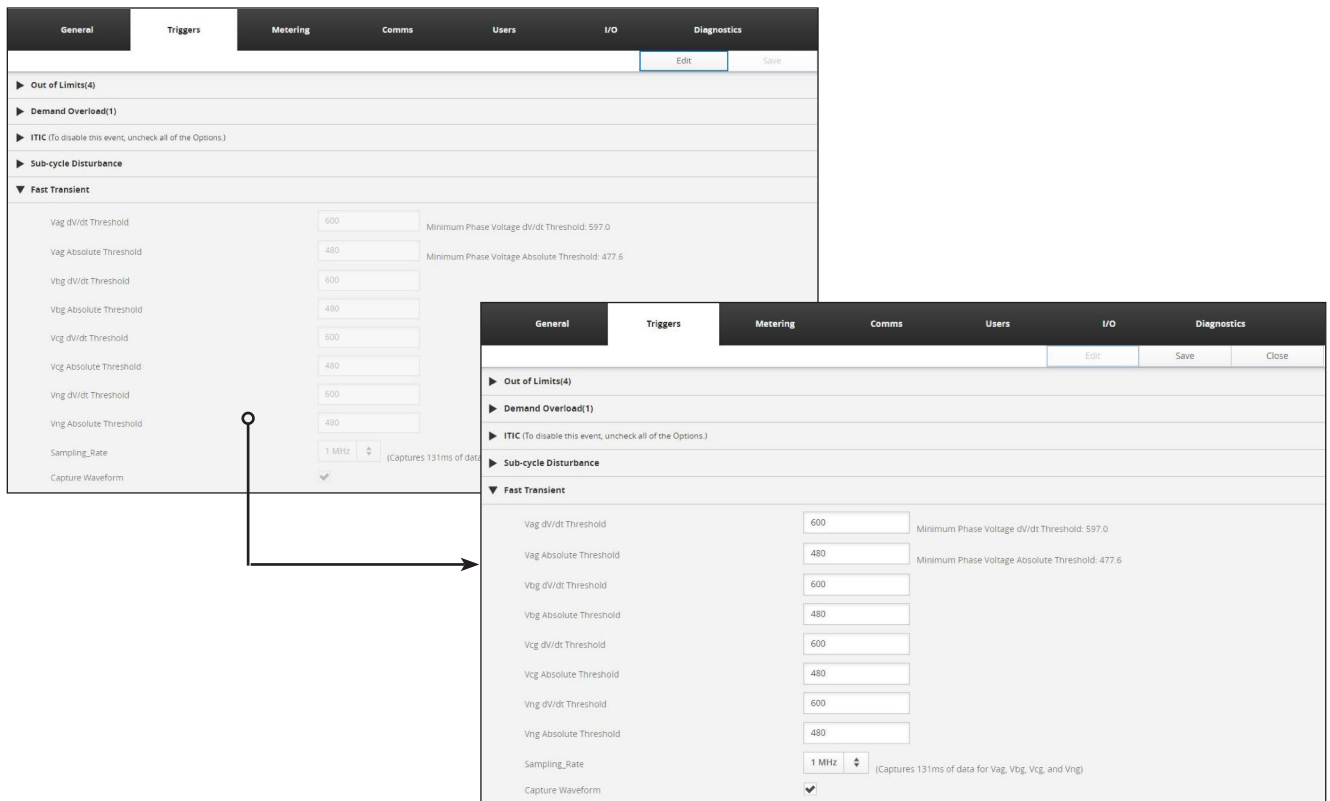 General Triggers Metering Comms Users I/O Diagnostics
Edit Save
Out of Limits(4)
Demand Overload(1)
ITIC (To disable this event, uncheck all of the Options.)
Sub-cycle Disturbance
Fast Transient
Vag dV/dt Threshold 600 Minimum Phase Voltage dV/dt Threshold: 597.0
Vag Absolute Threshold 480 Minimum Phase Voltage Absolute Threshold: 477.6
Vbg dV/dt Threshold 600
Vbg Absolute Threshold 480
Vcg dV/dt Threshold 600
Vcg Absolute Threshold 480
Vng dV/dt Threshold 600
Vng Absolute Threshold 480
Sampling_Rate 1 MHz (Captures 131ms of data
Capture Waveform
General Triggers Metering Comms Users I/O Diagnostics
Edit Save Close
Out of Limits(4)
Demand Overload(1)
ITIC (To disable this event, uncheck all of the Options.)
Sub-cycle Disturbance
Fast Transient
Vag dV/dt Threshold 600 Minimum Phase Voltage dV/dt Threshold: 597.0
Vag Absolute Threshold 480 Minimum Phase Voltage Absolute Threshold: 477.6
Vbg dV/dt Threshold 600
Vbg Absolute Threshold 480
Vcg dV/dt Threshold 600
Vcg Absolute Threshold 480
Vng dV/dt Threshold 600
Vng Absolute Threshold 480
Sampling_Rate 1 MHz (Captures 131ms of data for Vag, Vbg, Vcg, and Vng)
Capture Waveform